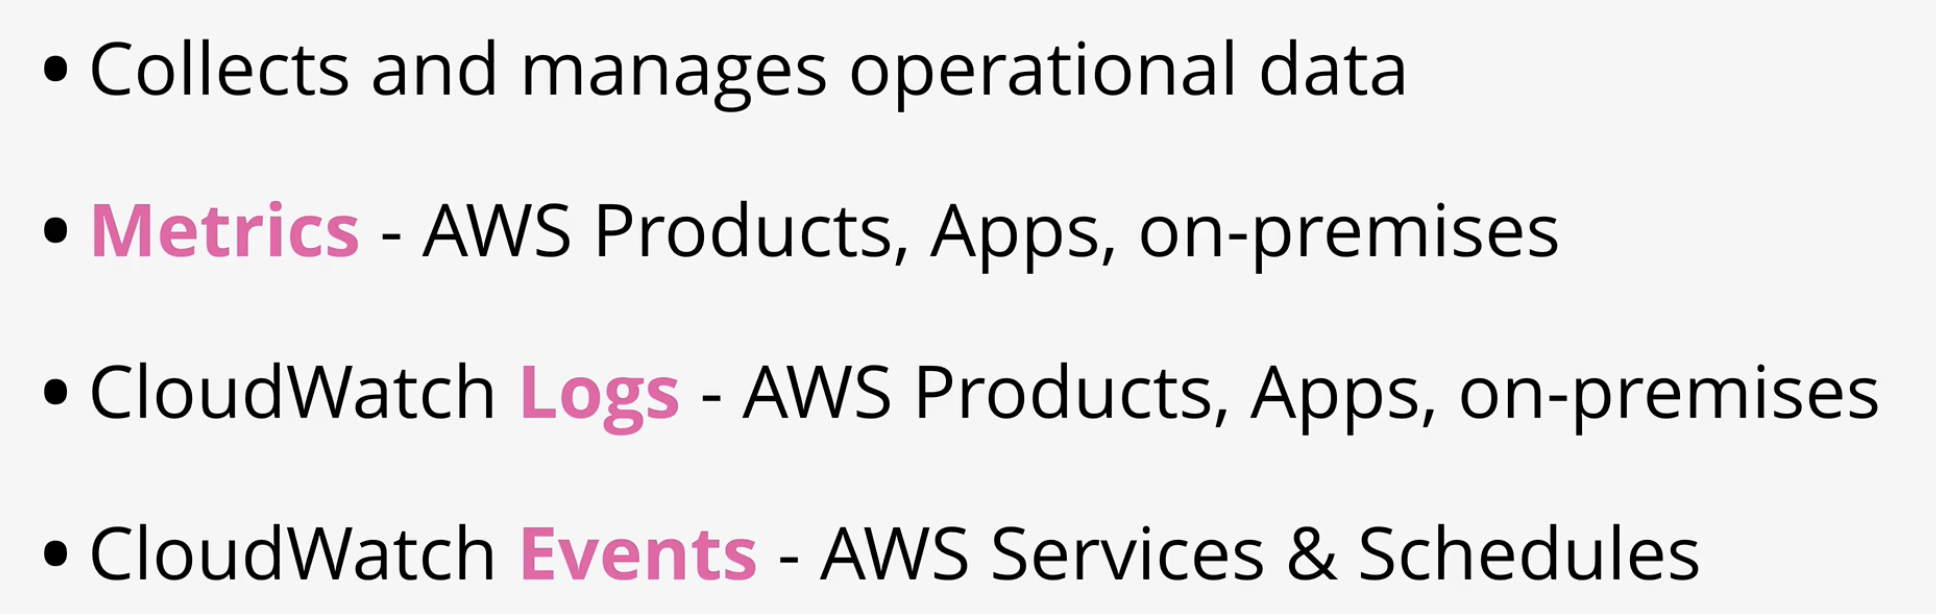 • Collects and manages operational data
• Metrics - AWS Products, Apps, on-premises
• CloudWatch Logs - AWS Products, Apps, on-premises
• CloudWatch Events - AWS Services & Schedules